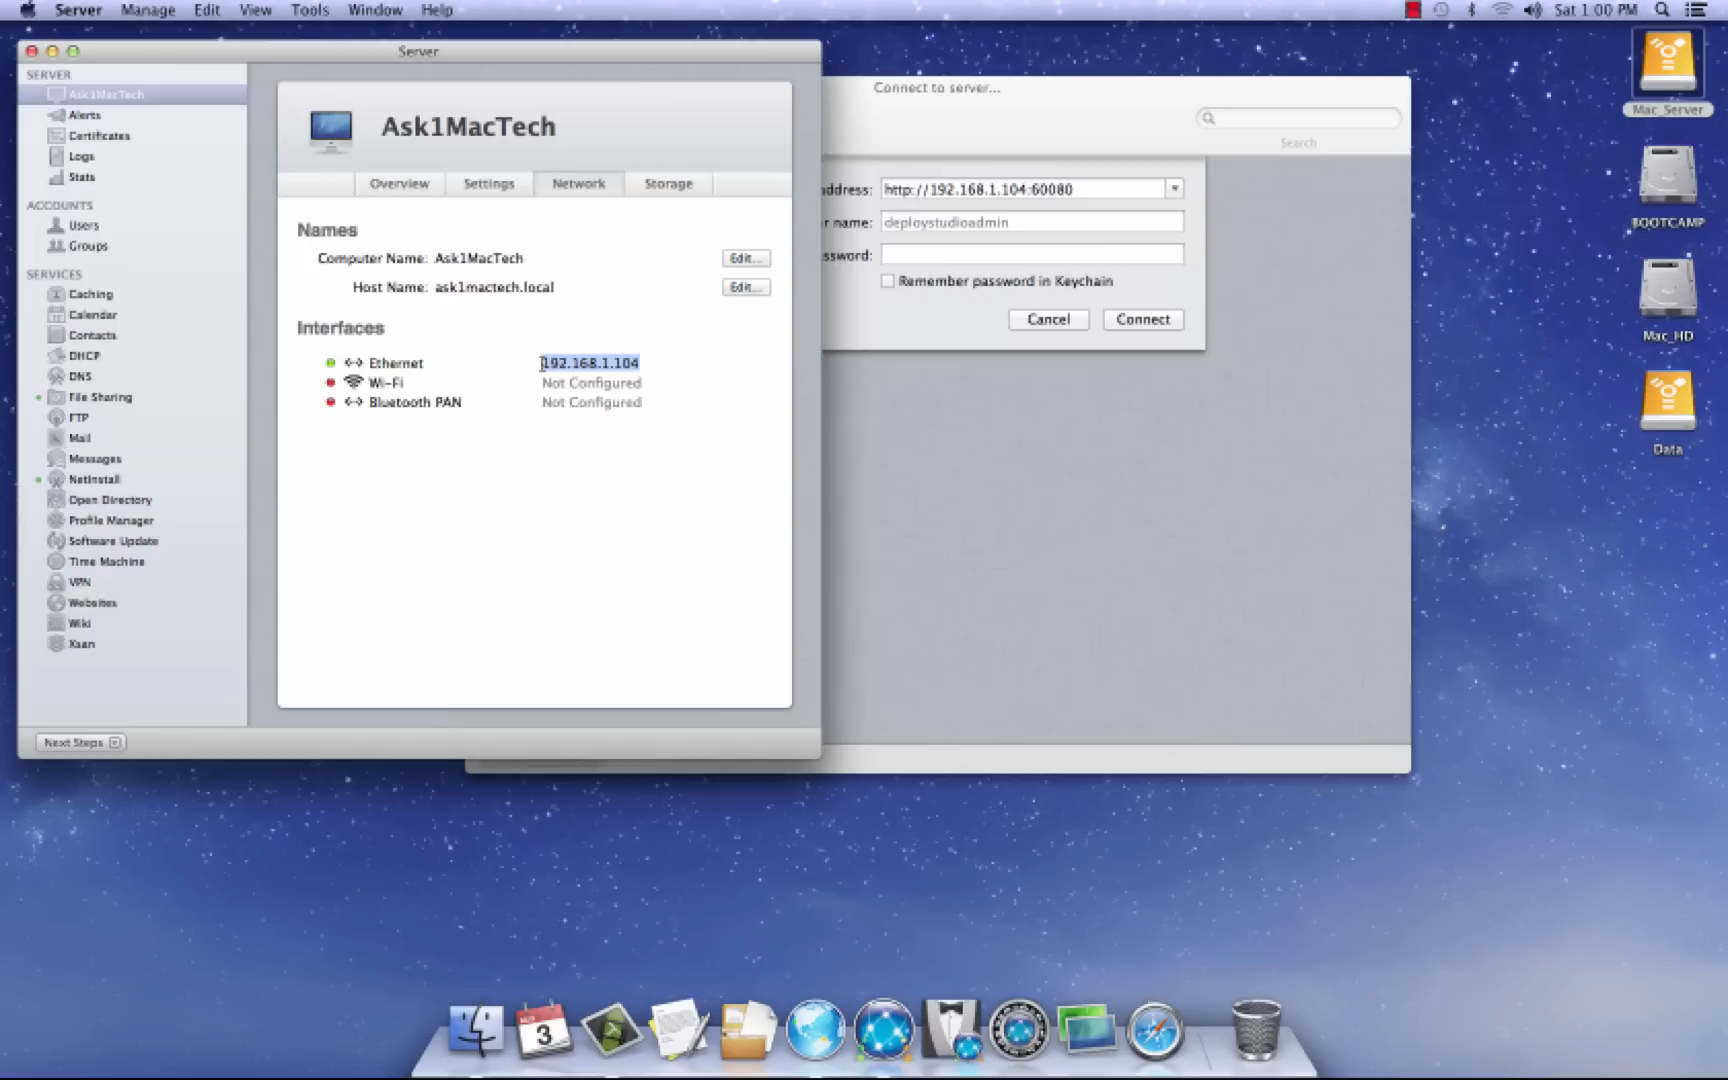 Server Manage Edit View Tools Window Help
Sat 1:00 PM
Server
SERVER
Ask1MacTech
Alerts
Certificates
Logs
Stats
ACCOUNTS
Users
Groups
SERVICES
Caching
Calendar
Contacts
DHCP
DNS
File Sharing
FTP
Mail
Messages
NetInstall
Open Directory
Profile Manager
Software Update
Time Machine
VPN
Websites
Wiki
Xsan
Next Steps
Ask1MacTech
Overview Settings Network Storage
Names
Computer Name: Ask1MacTech Edit...
Host Name: ask1mactech.local Edit...
Interfaces
Ethernet 192.168.1.104
Wi-Fi Not Configured
Bluetooth PAN Not Configured
Connect to server...
Search
address: http://192.168.1.104:60080
r name: deploystudioadmin
ssword:
Remember password in Keychain
Cancel Connect
Mac_Server
BOOTCAMP
Mac_HD
Data
3